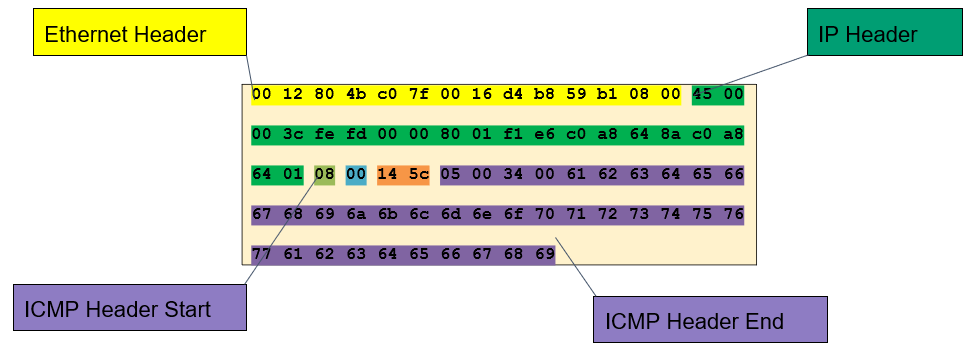 Ethernet Header
IP Header
00 12 80 4b c0 7f 00 16 d4 b8 59 b1 08 00 45 00
00 3c fe fd 00 00 80 01 f1 e6 c0 a8 64 8a c0 a8
64 01 08 00 14 5c 05 00 34 00 61 62 63 64 65 66
67 68 69 6a 6b 6c 6d 6e 6f 70 71 72 73 74 75 76
77 61 62 63 64 65 66 67 68 69
ICMP Header Start
ICMP Header End